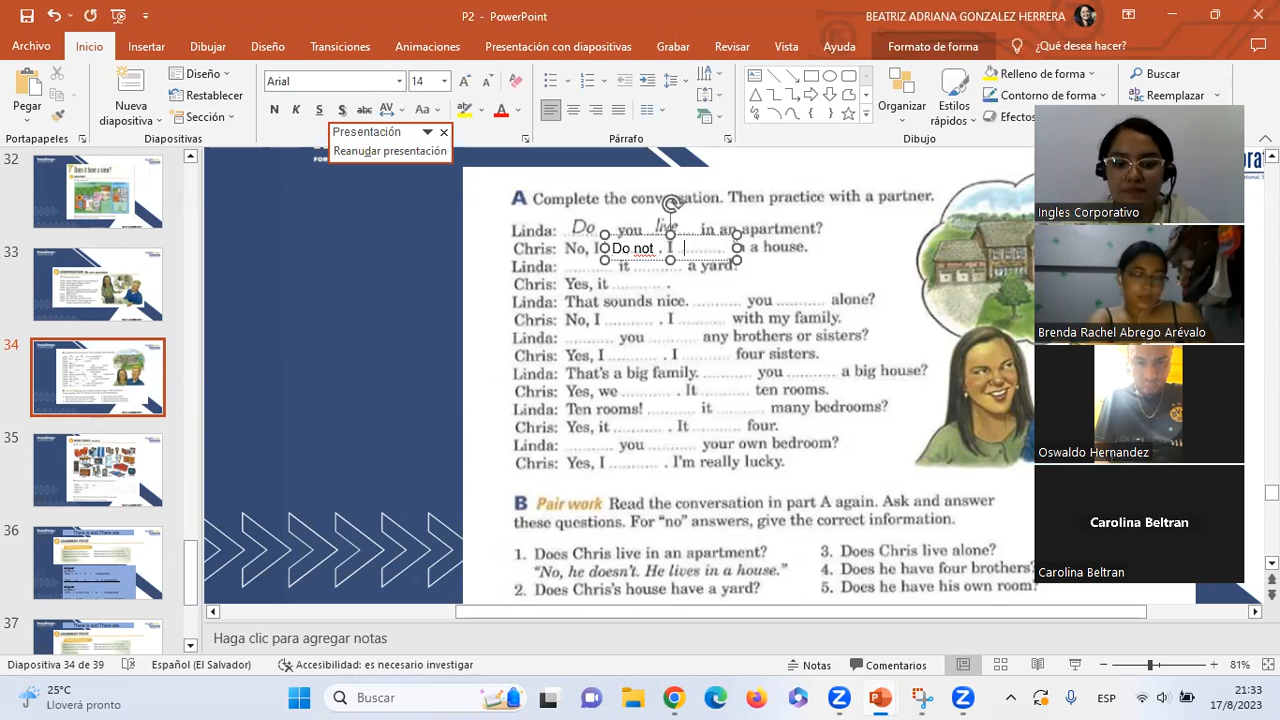 P2 - PowerPoint
BEATRIZ ADRIANA GONZALEZ HERRERA
Archivo Inicio Insertar Dibujar Diseño Transiciones Animaciones Presentación con diapositivas Grabar Revisar Vista Ayuda Formato de forma ¿Qué desea hacer?
Pegar
Nueva diapositiva
Diseño
Restablecer
Sección
Arial 14
N K S S abc AV Aa A
Organizar
Estilos rápidos
Relleno de forma
Contorno de forma
Efectos
Buscar
Reemplazar
Portapapeles Diapositivas Párrafo Dibujo
Presentación
Reanudar presentación
32
33
34
35
36
37
A Complete the conversation. Then practice with a partner.
Linda: Do you live in an apartment?
Chris: No, I Do not . I a house.
Linda: ........ it ........ a yard?
Chris: Yes, it ........ .
Linda: That sounds nice. ........ you ........ alone?
Chris: No, I ........ . I ........ with my family.
Linda: ........ you ........ any brothers or sisters?
Chris: Yes, I ........ . I ........ four sisters.
Linda: That's a big family. ........ you ........ a big house?
Chris: Yes, we ........ . It ........ ten rooms.
Linda: Ten rooms! ........ it ........ many bedrooms?
Chris: Yes, it ........ . It ........ four.
Linda: ........ you ........ your own bedroom?
Chris: Yes, I ........ . I'm really lucky.
B Pair work Read the conversation in part A again. Ask and answer
these questions. For "no" answers, give the correct information.
1. Does Chris live in an apartment?
"No, he doesn't. He lives in a house."
2. Does Chris's house have a yard?
3. Does Chris live alone?
4. Does he have four brothers?
5. Does he have his own room?
Ingles Corporativo
Brenda Rachel Abrego Arévalo
Oswaldo Hernandez
Carolina Beltran
Carolina Beltran
Haga clic para agregar notas
Diapositiva 34 de 39 Español (El Salvador) Accesibilidad: es necesario investigar Notas Comentarios 81%
25°C
Lloverá pronto
Buscar
ESP
21:33
17/8/2023